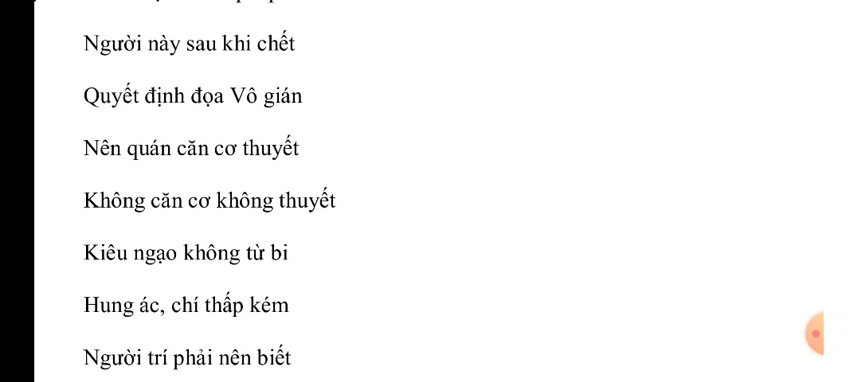 Người này sau khi chết
Quyết định đọa Vô gián
Nên quán căn cơ thuyết
Không căn cơ không thuyết
Kiêu ngạo không từ bi
Hung ác, chí thấp kém
Người trí phải nên biết